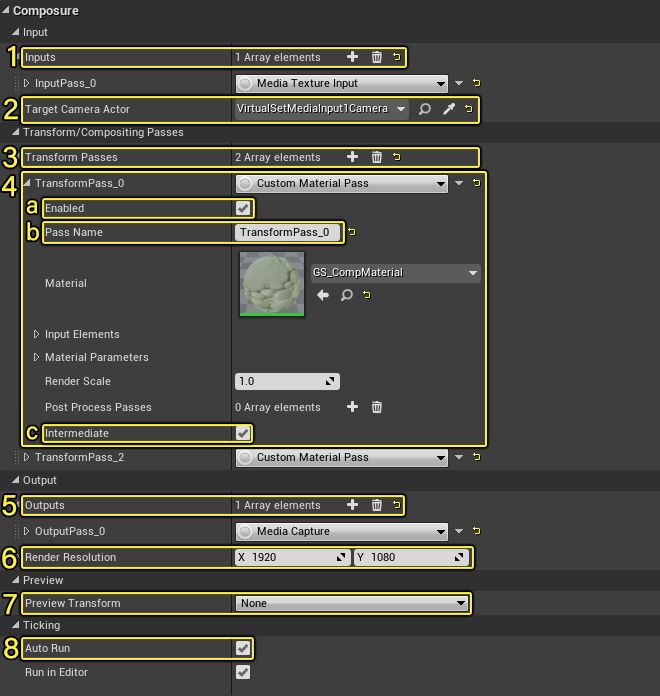 Composure
Input
1 Inputs 1 Array elements
InputPass_0 Media Texture Input
2 Target Camera Actor VirtualSetMediaInput1Camera
Transform/Compositing Passes
3 Transform Passes 2 Array elements
4 TransformPass_0 Custom Material Pass
a Enabled
b Pass Name TransformPass_0
Material GS_CompMaterial
Input Elements
Material Parameters
Render Scale 1.0
Post Process Passes 0 Array elements
c Intermediate
TransformPass_2 Custom Material Pass
Output
5 Outputs 1 Array elements
OutputPass_0 Media Capture
6 Render Resolution X 1920 Y 1080
Preview
7 Preview Transform None
Ticking
8 Auto Run
Run in Editor